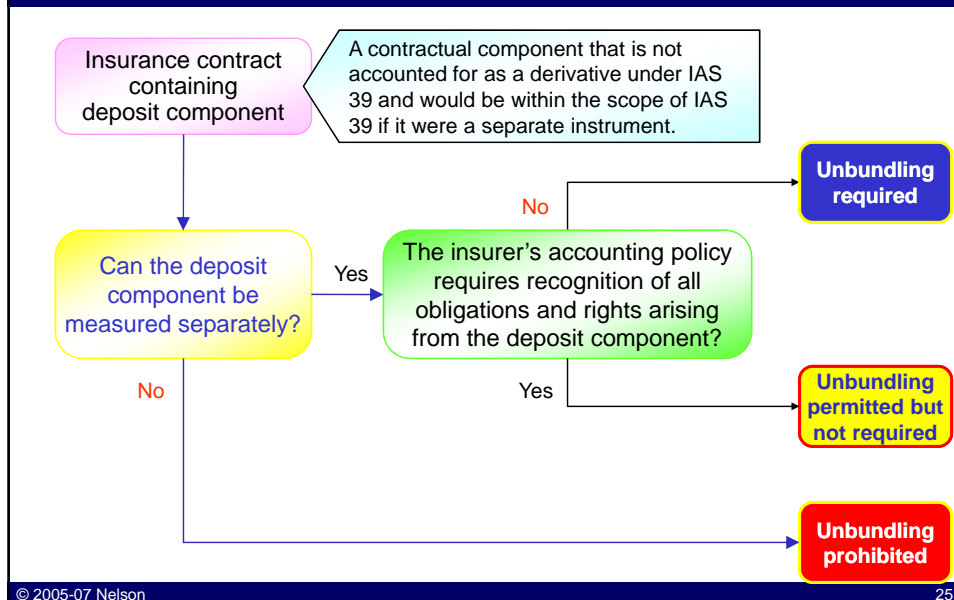 Insurance contract
containing
deposit component
A contractual component that is not
accounted for as a derivative under IAS
39 and would be within the scope of IAS
39 if it were a separate instrument.
Unbundling
required
No
Can the deposit
component be
measured separately?
Yes
The insurer’s accounting policy
requires recognition of all
obligations and rights arising
from the deposit component?
No
Yes
Unbundling
permitted but
not required
Unbundling
prohibited
© 2005-07 Nelson
25